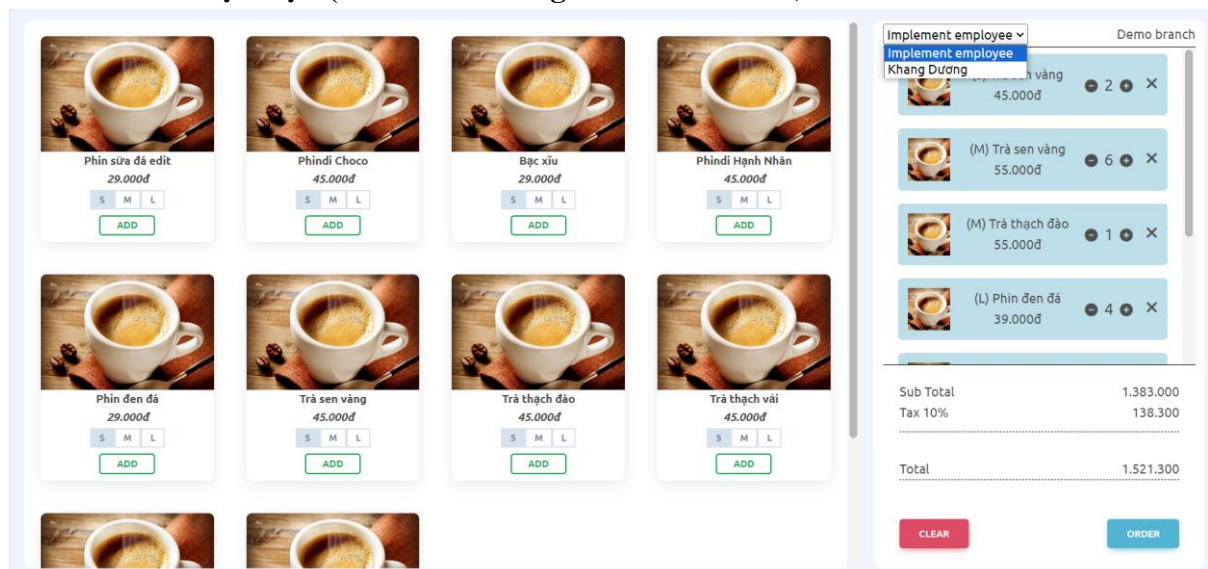 Phin sữa đá edit
29.000đ
S M L
ADD
Phindi Choco
45.000đ
S M L
ADD
Bạc xỉu
29.000đ
S M L
ADD
Phindi Hạnh Nhân
45.000đ
S M L
ADD
Phin đen đá
29.000đ
S M L
ADD
Trà sen vàng
45.000đ
S M L
ADD
Trà thạch đào
45.000đ
S M L
ADD
Trà thạch vải
45.000đ
S M L
ADD
Implement employee
Demo branch
Implement employee
Khang Dương
vàng
45.000đ
2
(M) Trà sen vàng
55.000đ
6
(M) Trà thạch đào
55.000đ
1
(L) Phin đen đá
39.000đ
4
Sub Total 1.383.000
Tax 10% 138.300
Total 1.521.300
CLEAR
ORDER